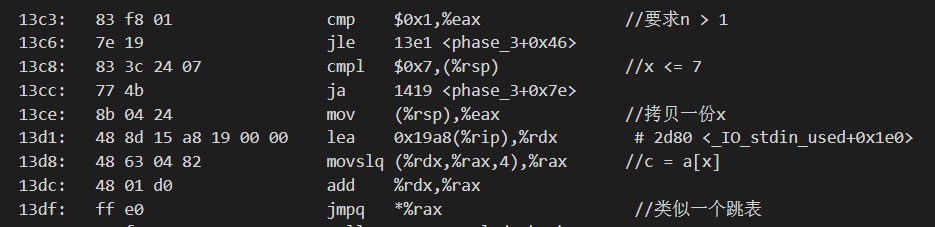 13c3: 83 f8 01 cmp $0x1,%eax //要求n > 1
13c6: 7e 19 jle 13e1 <phase_3+0x46>
13c8: 83 3c 24 07 cmpl $0x7,(%rsp) //x <= 7
13cc: 77 4b ja 1419 <phase_3+0x7e>
13ce: 8b 04 24 mov (%rsp),%eax //拷贝一份x
13d1: 48 8d 15 a8 19 00 00 lea 0x19a8(%rip),%rdx # 2d80 <_IO_stdin_used+0x1e0>
13d8: 48 63 04 82 movslq (%rdx,%rax,4),%rax //c = a[x]
13dc: 48 01 d0 add %rdx,%rax
13df: ff e0 jmpq *%rax //类似一个跳表